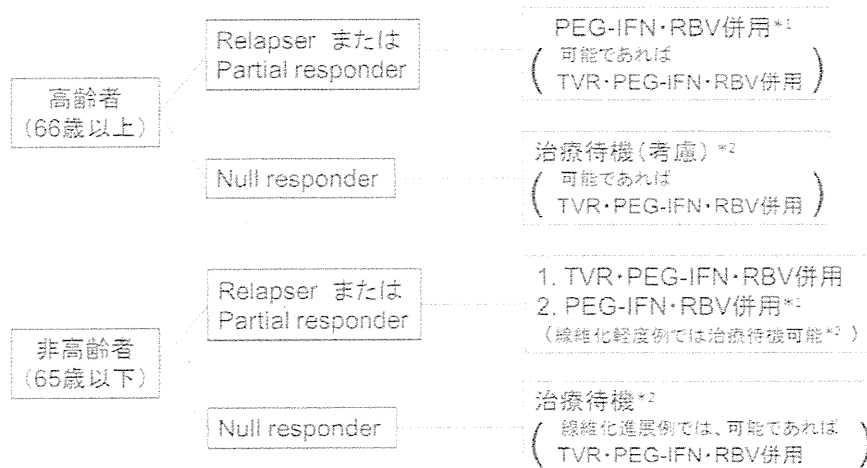 高齢者
(66歳以上)
Relapser または
Partial responder
PEG-IFN・RBV併用*1
可能であれば
TVR・PEG-IFN・RBV併用
Null responder
治療待機(考慮)*2
可能であれば
TVR・PEG-IFN・RBV併用
非高齢者
(65歳以下)
Relapser または
Partial responder
1. TVR・PEG-IFN・RBV併用
2. PEG-IFN・RBV併用*1
(線維化軽度例では治療待機可能*2)
Null responder
治療待機*2
線維化進展例では、可能であれば
TVR・PEG-IFN・RBV併用